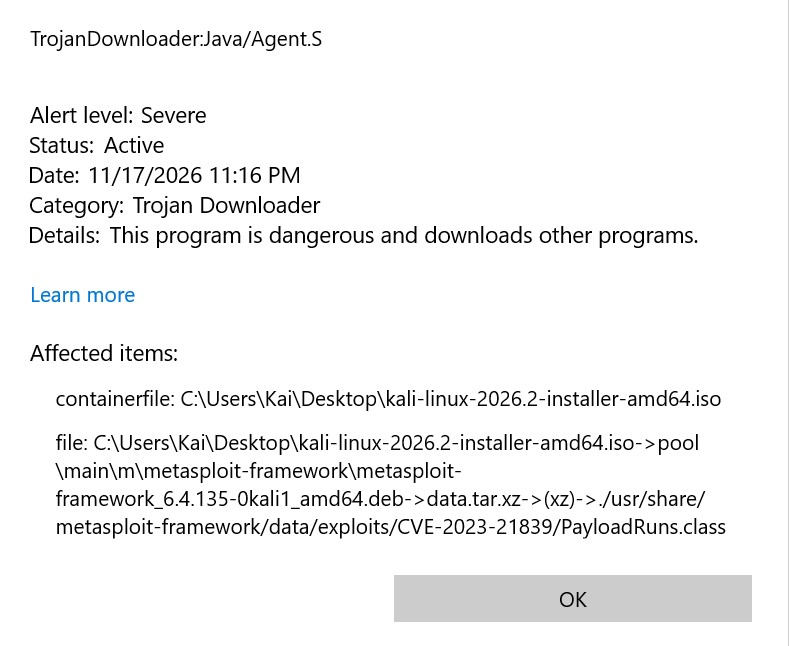 TrojanDownloader:Java/Agent.S
Alert level: Severe
Status: Active
Date: 11/17/2026 11:16 PM
Category: Trojan Downloader
Details: This program is dangerous and downloads other programs.
Learn more
Affected items:
containerfile: C:\Users\Kai\Desktop\kali-linux-2026.2-installer-amd64.iso
file: C:\Users\Kai\Desktop\kali-linux-2026.2-installer-amd64.iso->pool
\main\m\metasploit-framework\metasploit-
framework_6.4.135-0kali1_amd64.deb->data.tar.xz->(xz)->./usr/share/
metasploit-framework/data/exploits/CVE-2023-21839/PayloadRuns.class
OK